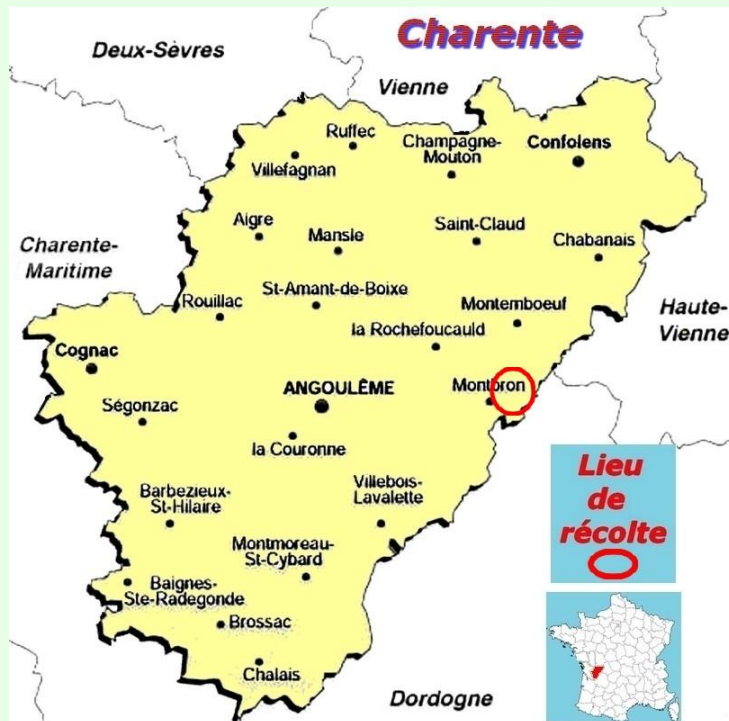 Charente
Deux-Sèvres
Vienne
Ruffec
Villefagnan
Champagne-
Mouton
Confolens
Aigre
Mansle
Saint-Claud
Chabanais
Charente-
Maritime
Rouillac
St-Amant-de-Boixe
Montemboeuf
Haute-
Vienne
la Rochefoucauld
Cognac
ANGOULÊME
Montbron
Ségonzac
la Couronne
Barbezieux-
St-Hilaire
Villebois-
Lavalette
Montmoreau-
St-Cybard
Baignes-
Ste-Radegonde
Brossac
Chalais
Dordogne
Lieu
de
récolte